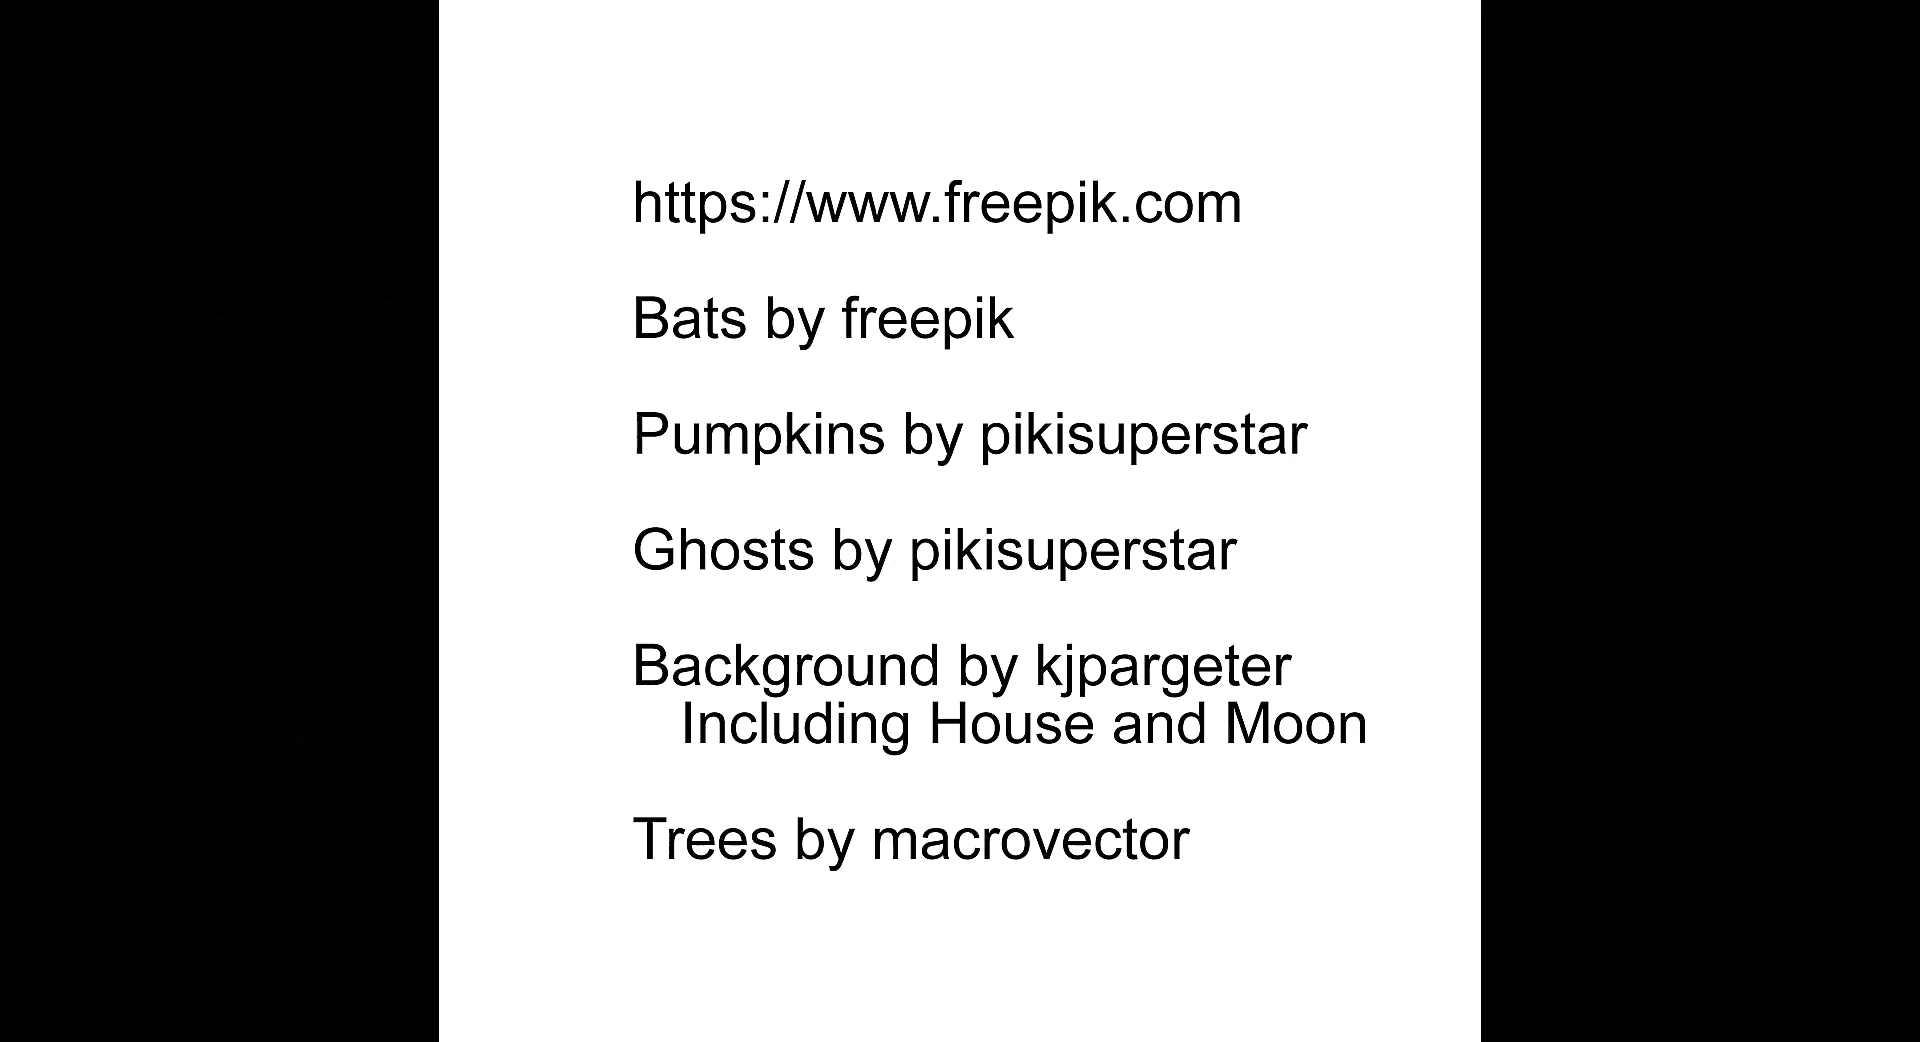 https://www.freepik.com
Bats by freepik
Pumpkins by pikisuperstar
Ghosts by pikisuperstar
Background by kjpargeter
Including House and Moon
Trees by macrovector